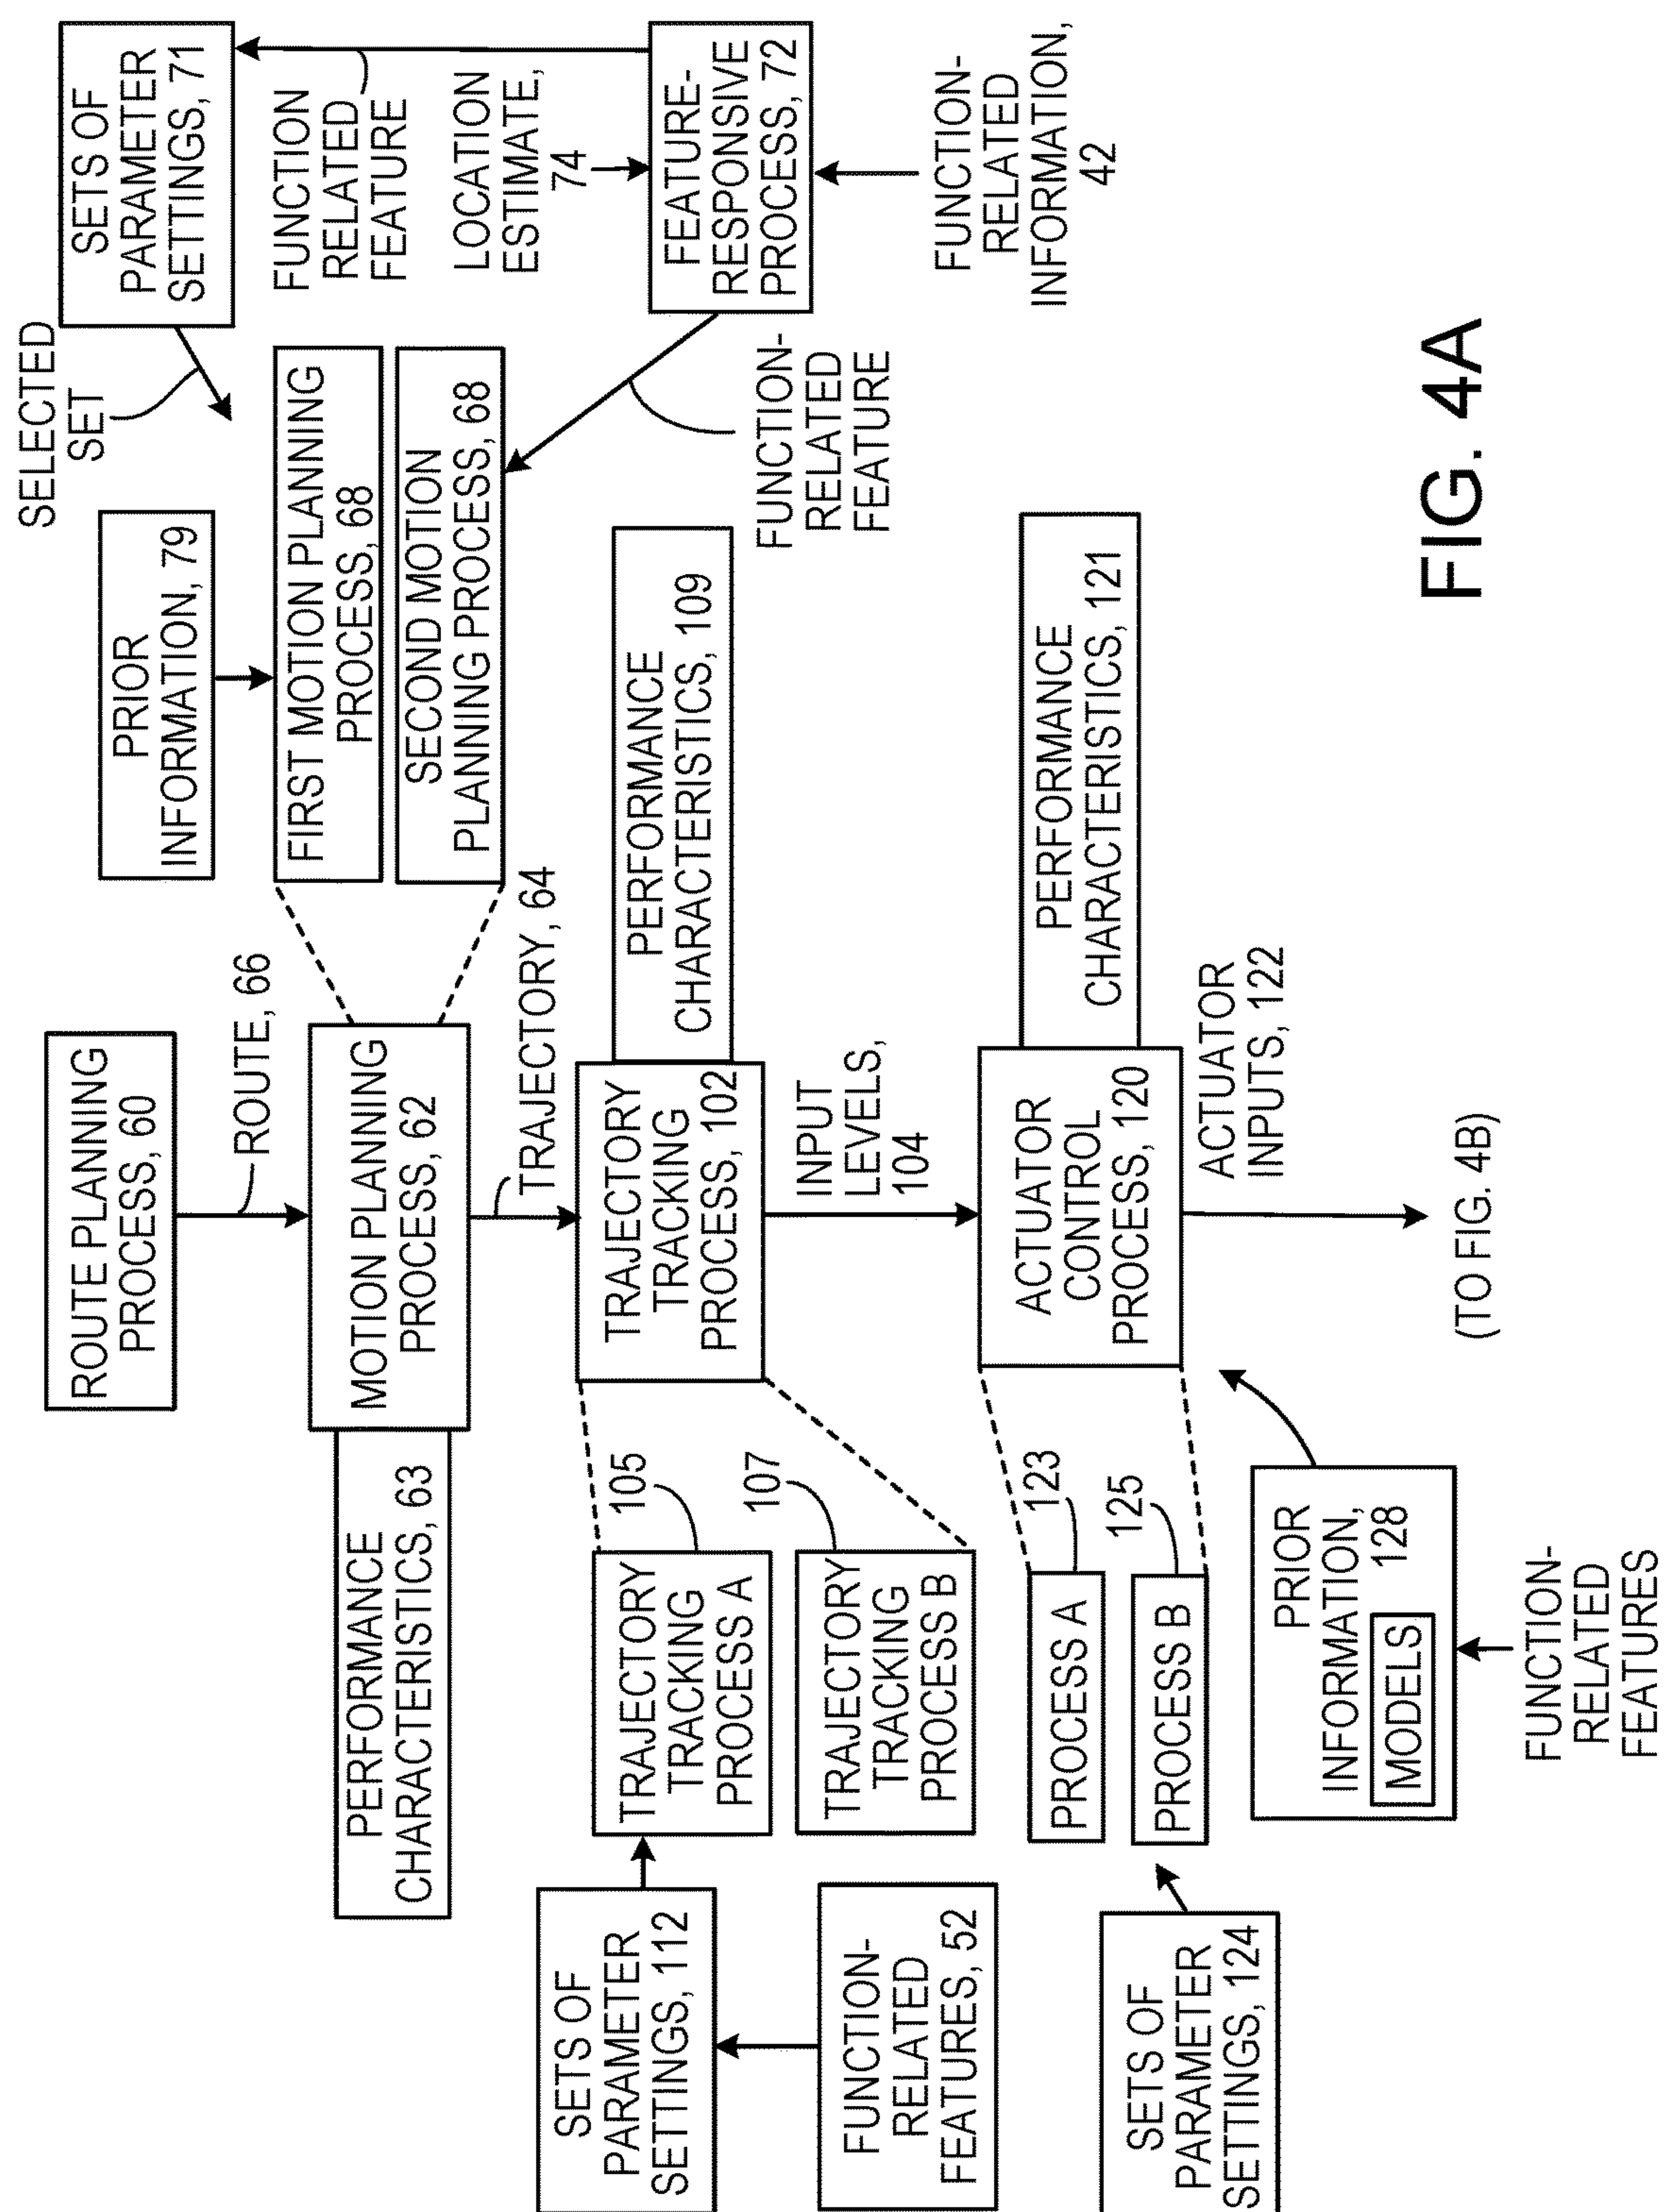 ROUTE PLANNING
PROCESS, 60
ROUTE, 66
PERFORMANCE
CHARACTERISTICS, 63
MOTION PLANNING
PROCESS, 62
TRAJECTORY, 64
PRIOR
INFORMATION, 79
SELECTED
SET
SETS OF
PARAMETER
SETTINGS, 71
FIRST MOTION PLANNING
PROCESS, 68
SECOND MOTION
PLANNING PROCESS, 68
FUNCTION
RELATED
FEATURE
LOCATION
ESTIMATE,
74
FEATURE-
RESPONSIVE
PROCESS, 72
FUNCTION-
RELATED
INFORMATION,
42
FUNCTION-
RELATED
FEATURE
SETS OF
PARAMETER
SETTINGS, 112
FUNCTION-
RELATED
FEATURES, 52
TRAJECTORY
TRACKING
PROCESS A
105
TRAJECTORY
TRACKING
PROCESS B
107
TRAJECTORY
TRACKING
PROCESS, 102
PERFORMANCE
CHARACTERISTICS, 109
INPUT
LEVELS,
104
SETS OF
PARAMETER
SETTINGS, 124
PROCESS A
123
PROCESS B
125
ACTUATOR
CONTROL
PROCESS, 120
PERFORMANCE
CHARACTERISTICS, 121
ACTUATOR
INPUTS, 122
PRIOR
INFORMATION,
128
MODELS
FUNCTION-
RELATED
FEATURES
(TO FIG. 4B)
FIG. 4A